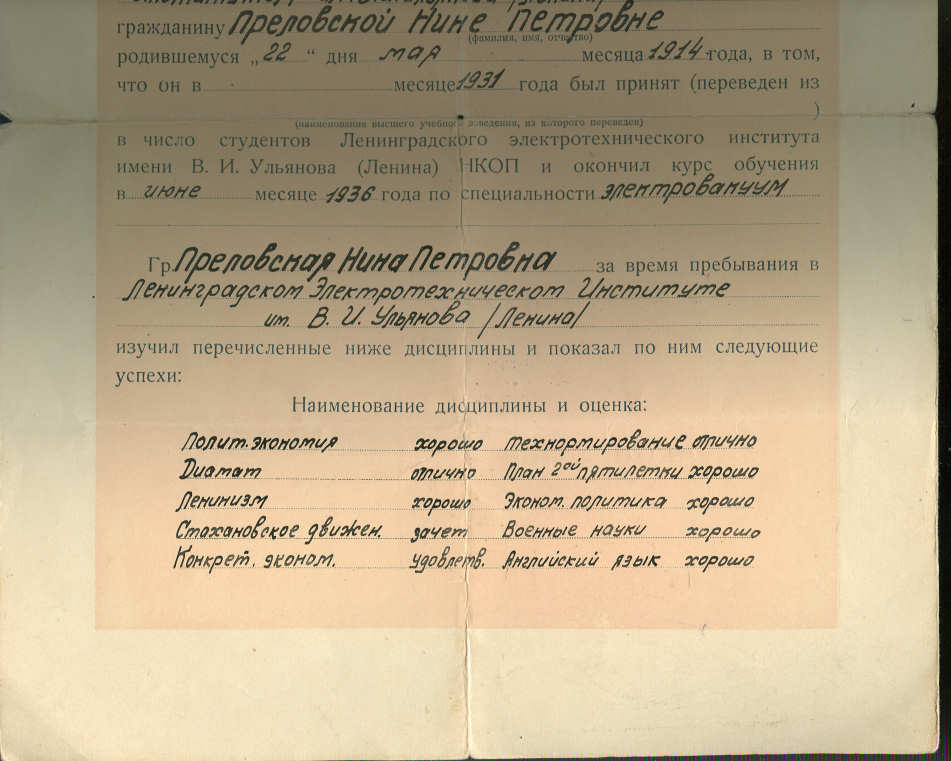 гражданину Преловской Нине Петровне
(фамилия, имя, отчество)
родившемуся „22“ дня мая месяца 1914 года, в том,
что он в месяце 1931 года был принят (переведен из
)
(наименование высшего учебного заведения, из которого переведен)
в число студентов Ленинградского электротехнического института
имени В. И. Ульянова (Ленина) НКОП и окончил курс обучения
в июне месяце 1936 года по специальности электровакуум
Гр. Преловская Нина Петровна за время пребывания в
Ленинградском Электротехническом Институте
им. В. И. Ульянова /Ленина/
изучил перечисленные ниже дисциплины и показал по ним следующие
успехи:
Наименование дисциплины и оценка:
Полит. экономия хорошо технормирование отлично
Диамат отлично План 2ой пятилетки хорошо
Ленинизм хорошо Эконом. политика хорошо
Стахановское движен. зачет Военные науки хорошо
Конкрет. эконом. удовлетв. Английский язык хорошо